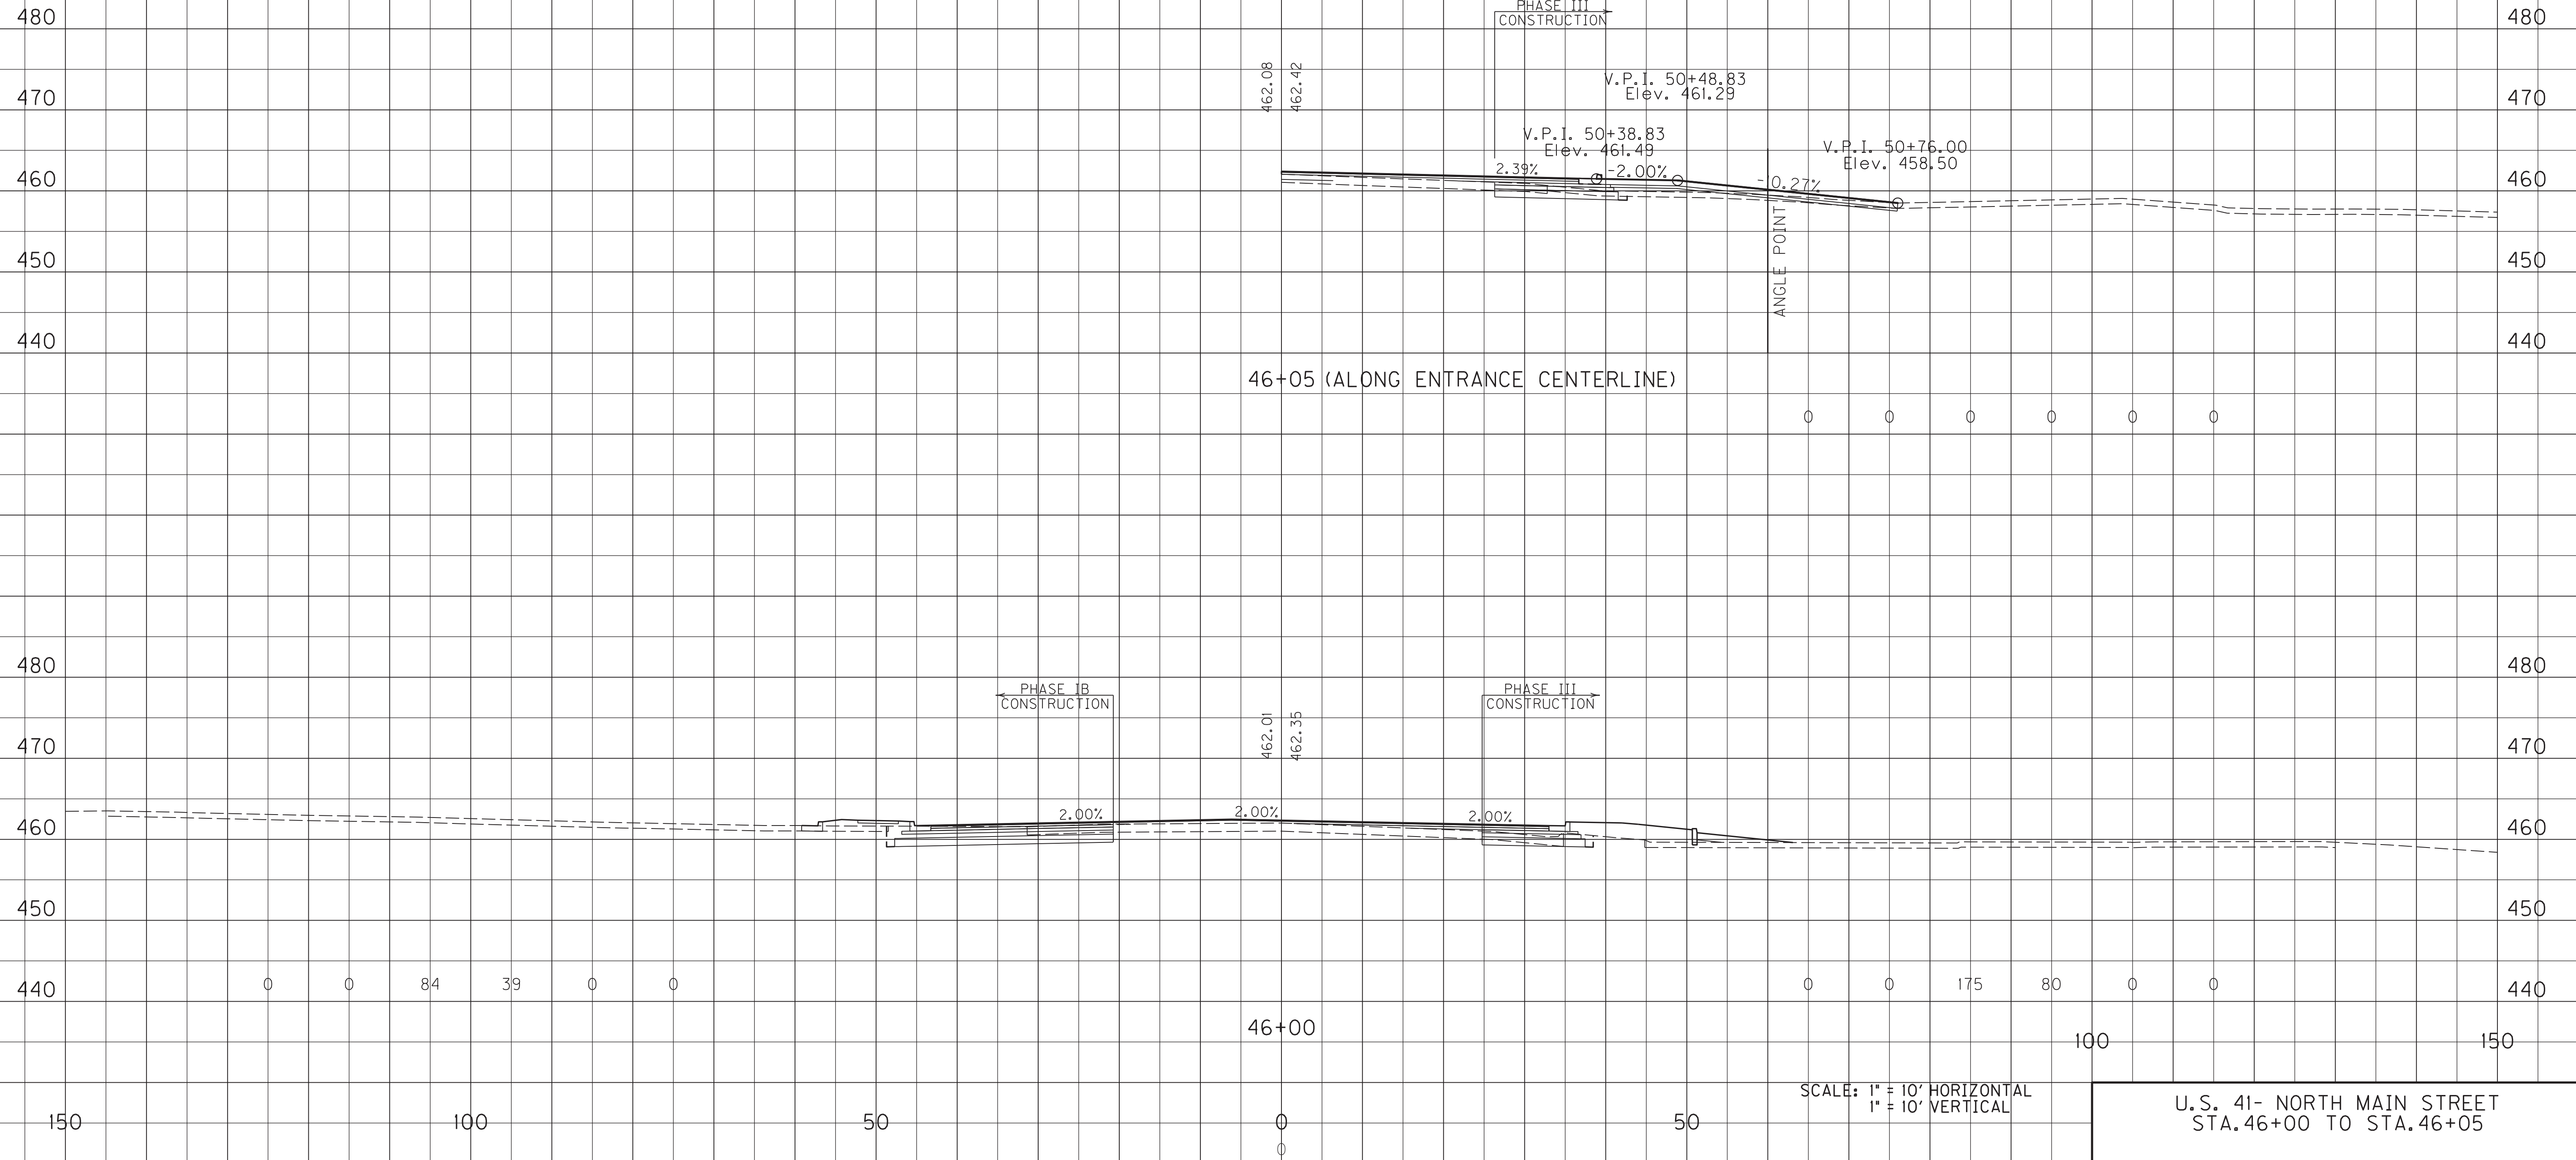 480
PHASE III
CONSTRUCTION
480
462.08
462.42
V.P.I. 50+48.83
Elev. 461.29
470
470
V.P.I. 50+38.83
Elev. 461.49
V.P.I. 50+76.00
Elev. 458.50
2.39%
-2.00%
-10.27%
460
460
ANGLE POINT
450
450
440
440
46+05 (ALONG ENTRANCE CENTERLINE)
0 0 0 0 0 0
480
480
PHASE IB
CONSTRUCTION
PHASE III
CONSTRUCTION
462.01
462.35
470
470
2.00%
2.00%
2.00%
460
460
450
450
0 0 84 39 0 0
0 0 175 80 0 0
440
440
46+00
100
150
SCALE: 1" = 10' HORIZONTAL
1" = 10' VERTICAL
U.S. 41- NORTH MAIN STREET
STA.46+00 TO STA.46+05
150 100 50 0 50
0